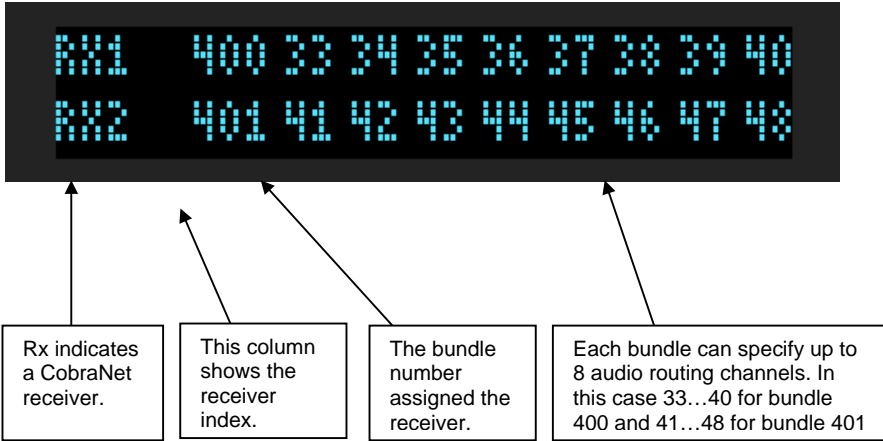 RX1 400 33 34 35 36 37 38 39 40
RX2 401 41 42 43 44 45 46 47 48
Rx indicates
a CobraNet
receiver.
This column
shows the
receiver
index.
The bundle
number
assigned the
receiver.
Each bundle can specify up to
8 audio routing channels. In
this case 33…40 for bundle
400 and 41…48 for bundle 401